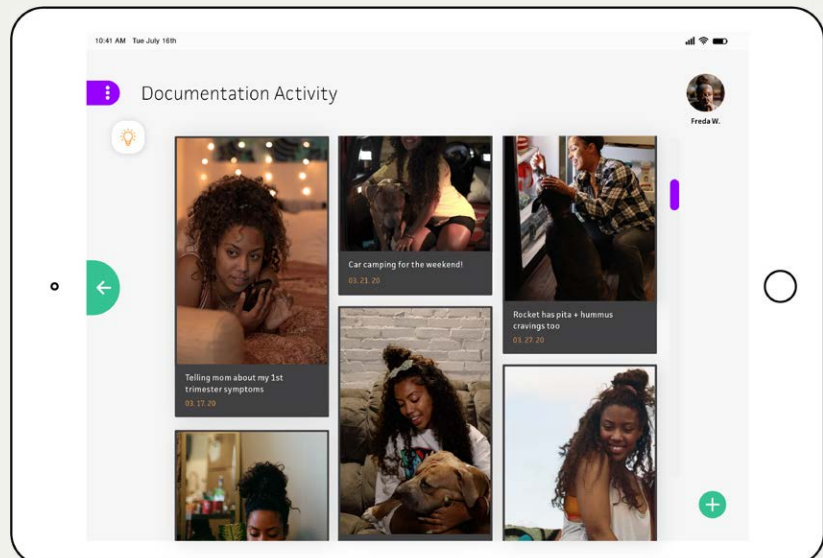 10:41 AM Tue July 16th
Documentation Activity
Freda W.
Telling mom about my 1st
trimester symptoms
03. 17. 20
Car camping for the weekend!
03. 21. 20
Rocket has pita + hummus
cravings too
03. 27. 20